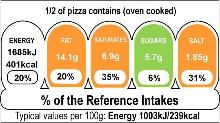 1/2 of pizza contains (oven cooked)
ENERGY
1685kJ
401kcal
20%
FAT
14.1g
20%
SATURATES
6.9g
35%
SUGARS
5.7g
6%
SALT
1.85g
31%
% of the Reference Intakes
Typical values per 100g: Energy 1003kJ/239kcal